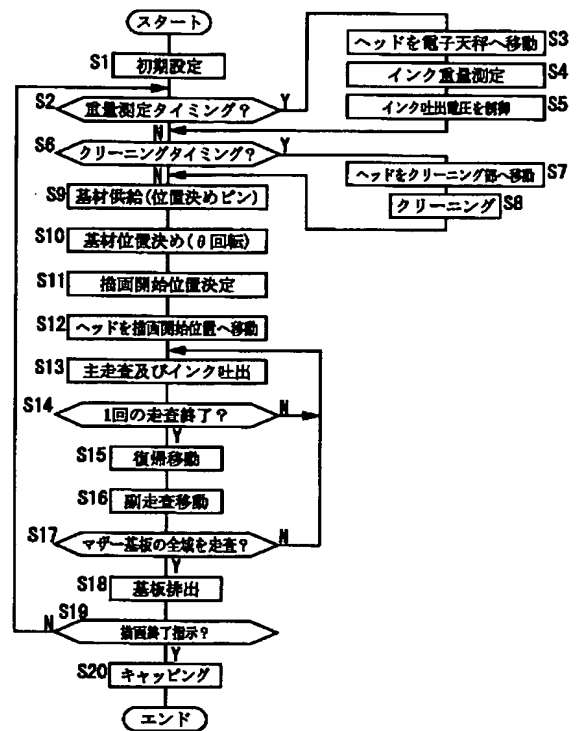 スタート
S1 初期設定
S2 重量測定タイミング?
Y
N
S3 ヘッドを電子天秤へ移動
S4 インク重量測定
S5 インク吐出電圧を制御
S6 クリーニングタイミング?
Y
N
S7 ヘッドをクリーニング部へ移動
S8 クリーニング
S9 基材供給(位置決めピン)
S10 基材位置決め(θ回転)
S11 描画開始位置決定
S12 ヘッドを描画開始位置へ移動
S13 主走査及びインク吐出
S14 1回の走査終了?
N
Y
S15 復帰移動
S16 副走査移動
S17 マザー基板の全域を走査?
N
Y
S18 基板排出
S19 描画終了指示?
N
Y
S20 キャッピング
エンド